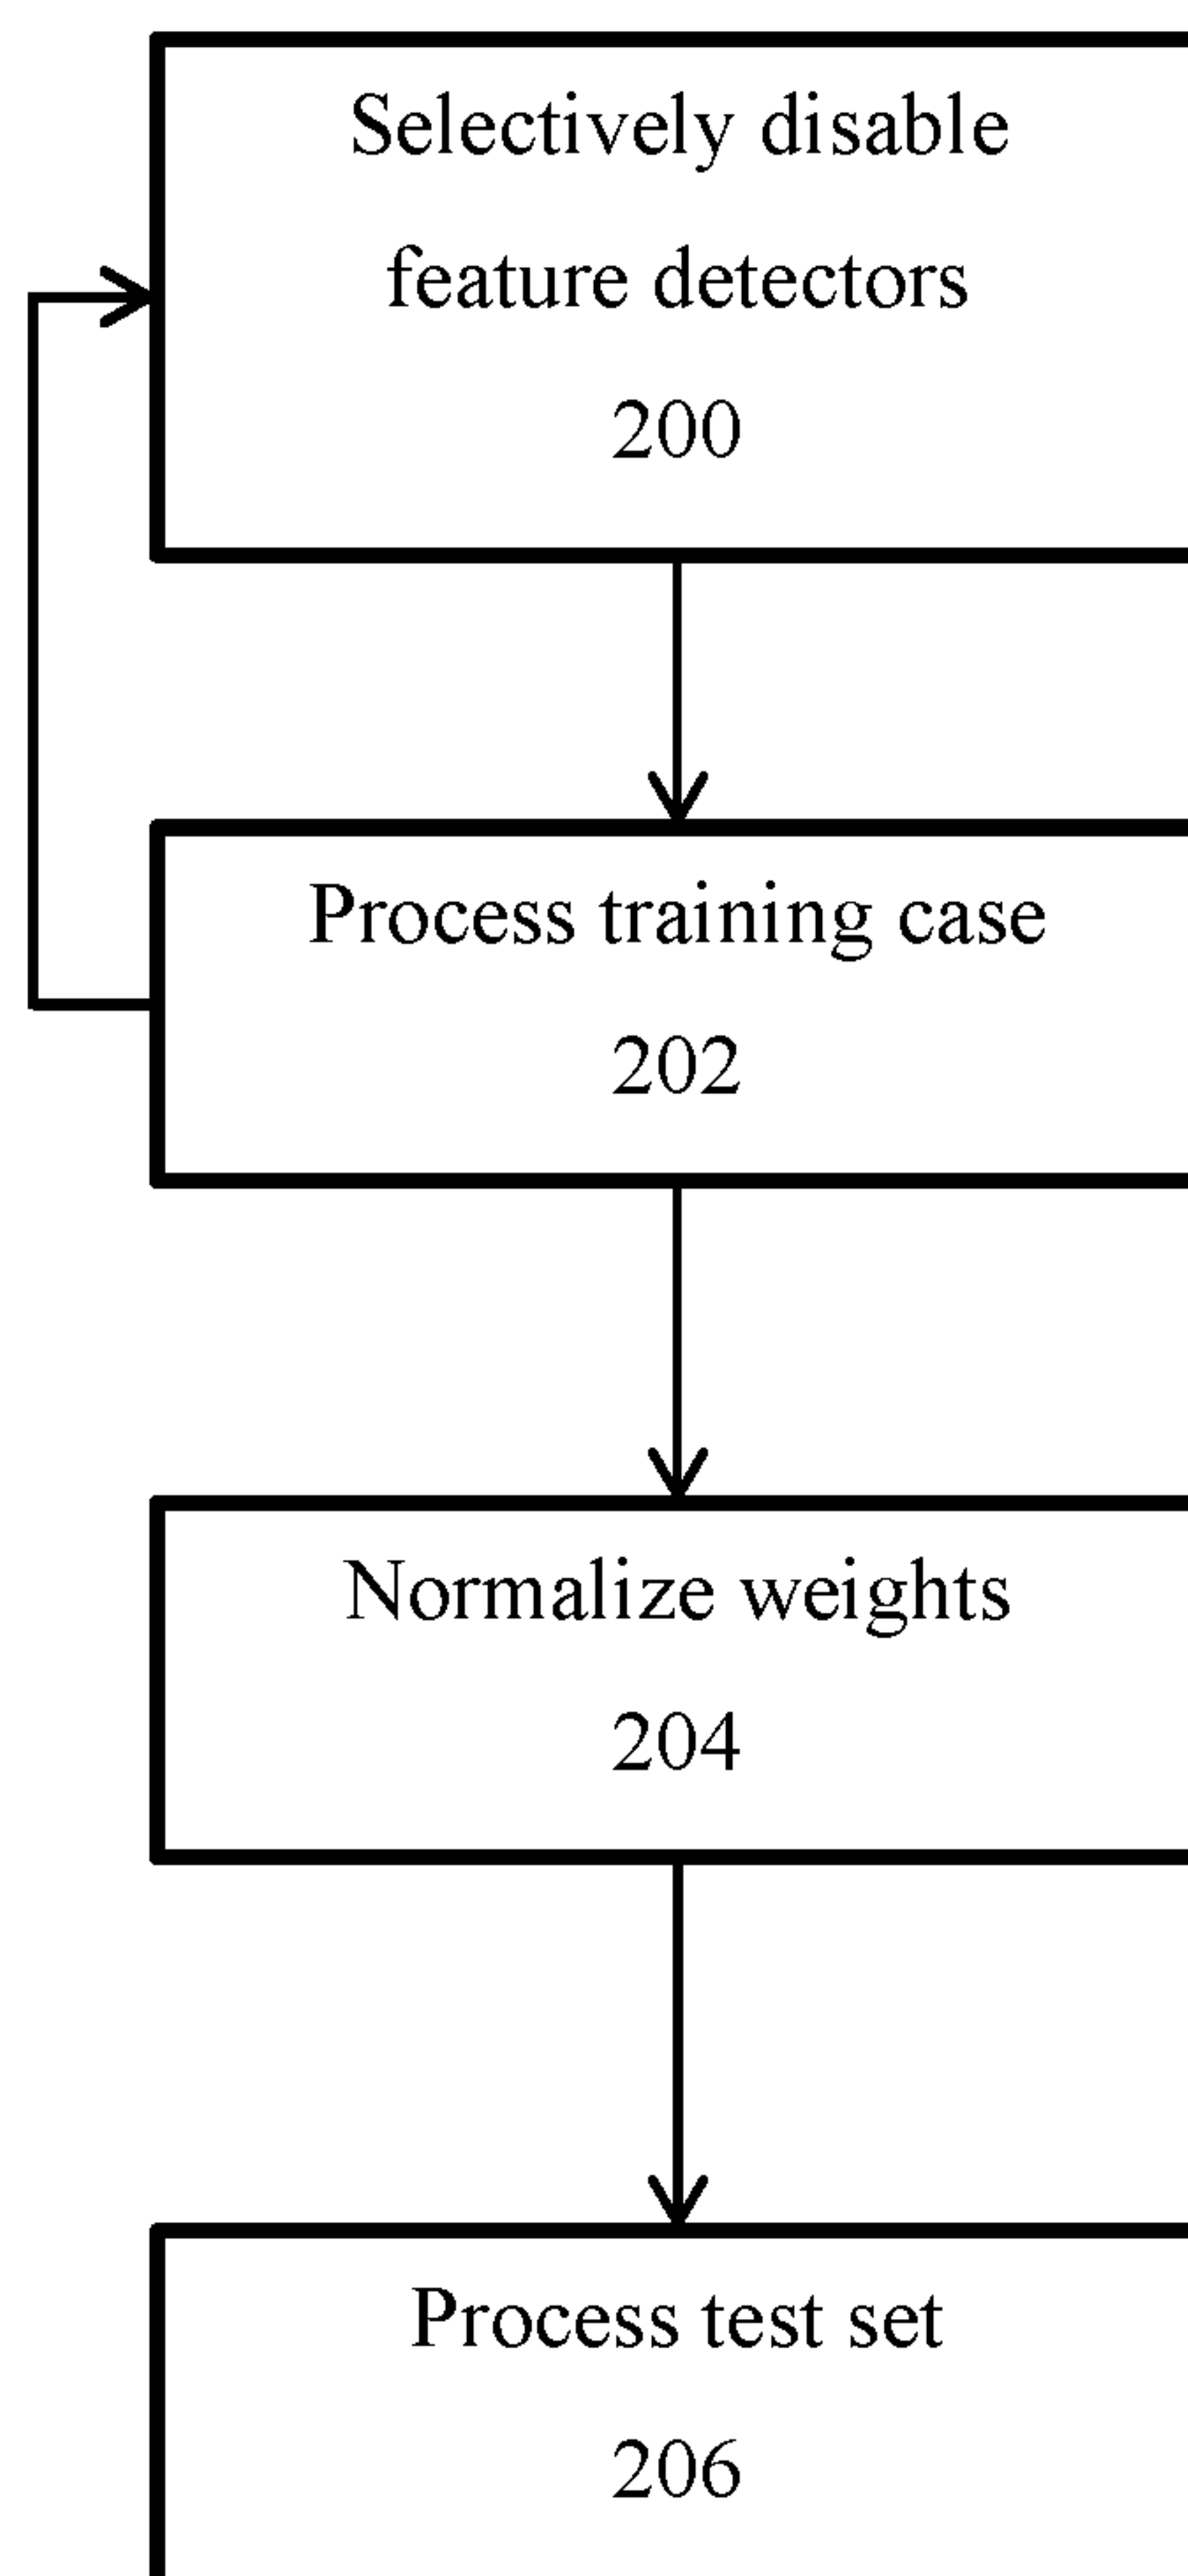 Selectively disable
feature detectors
200
Process training case
202
Normalize weights
204
Process test set
206